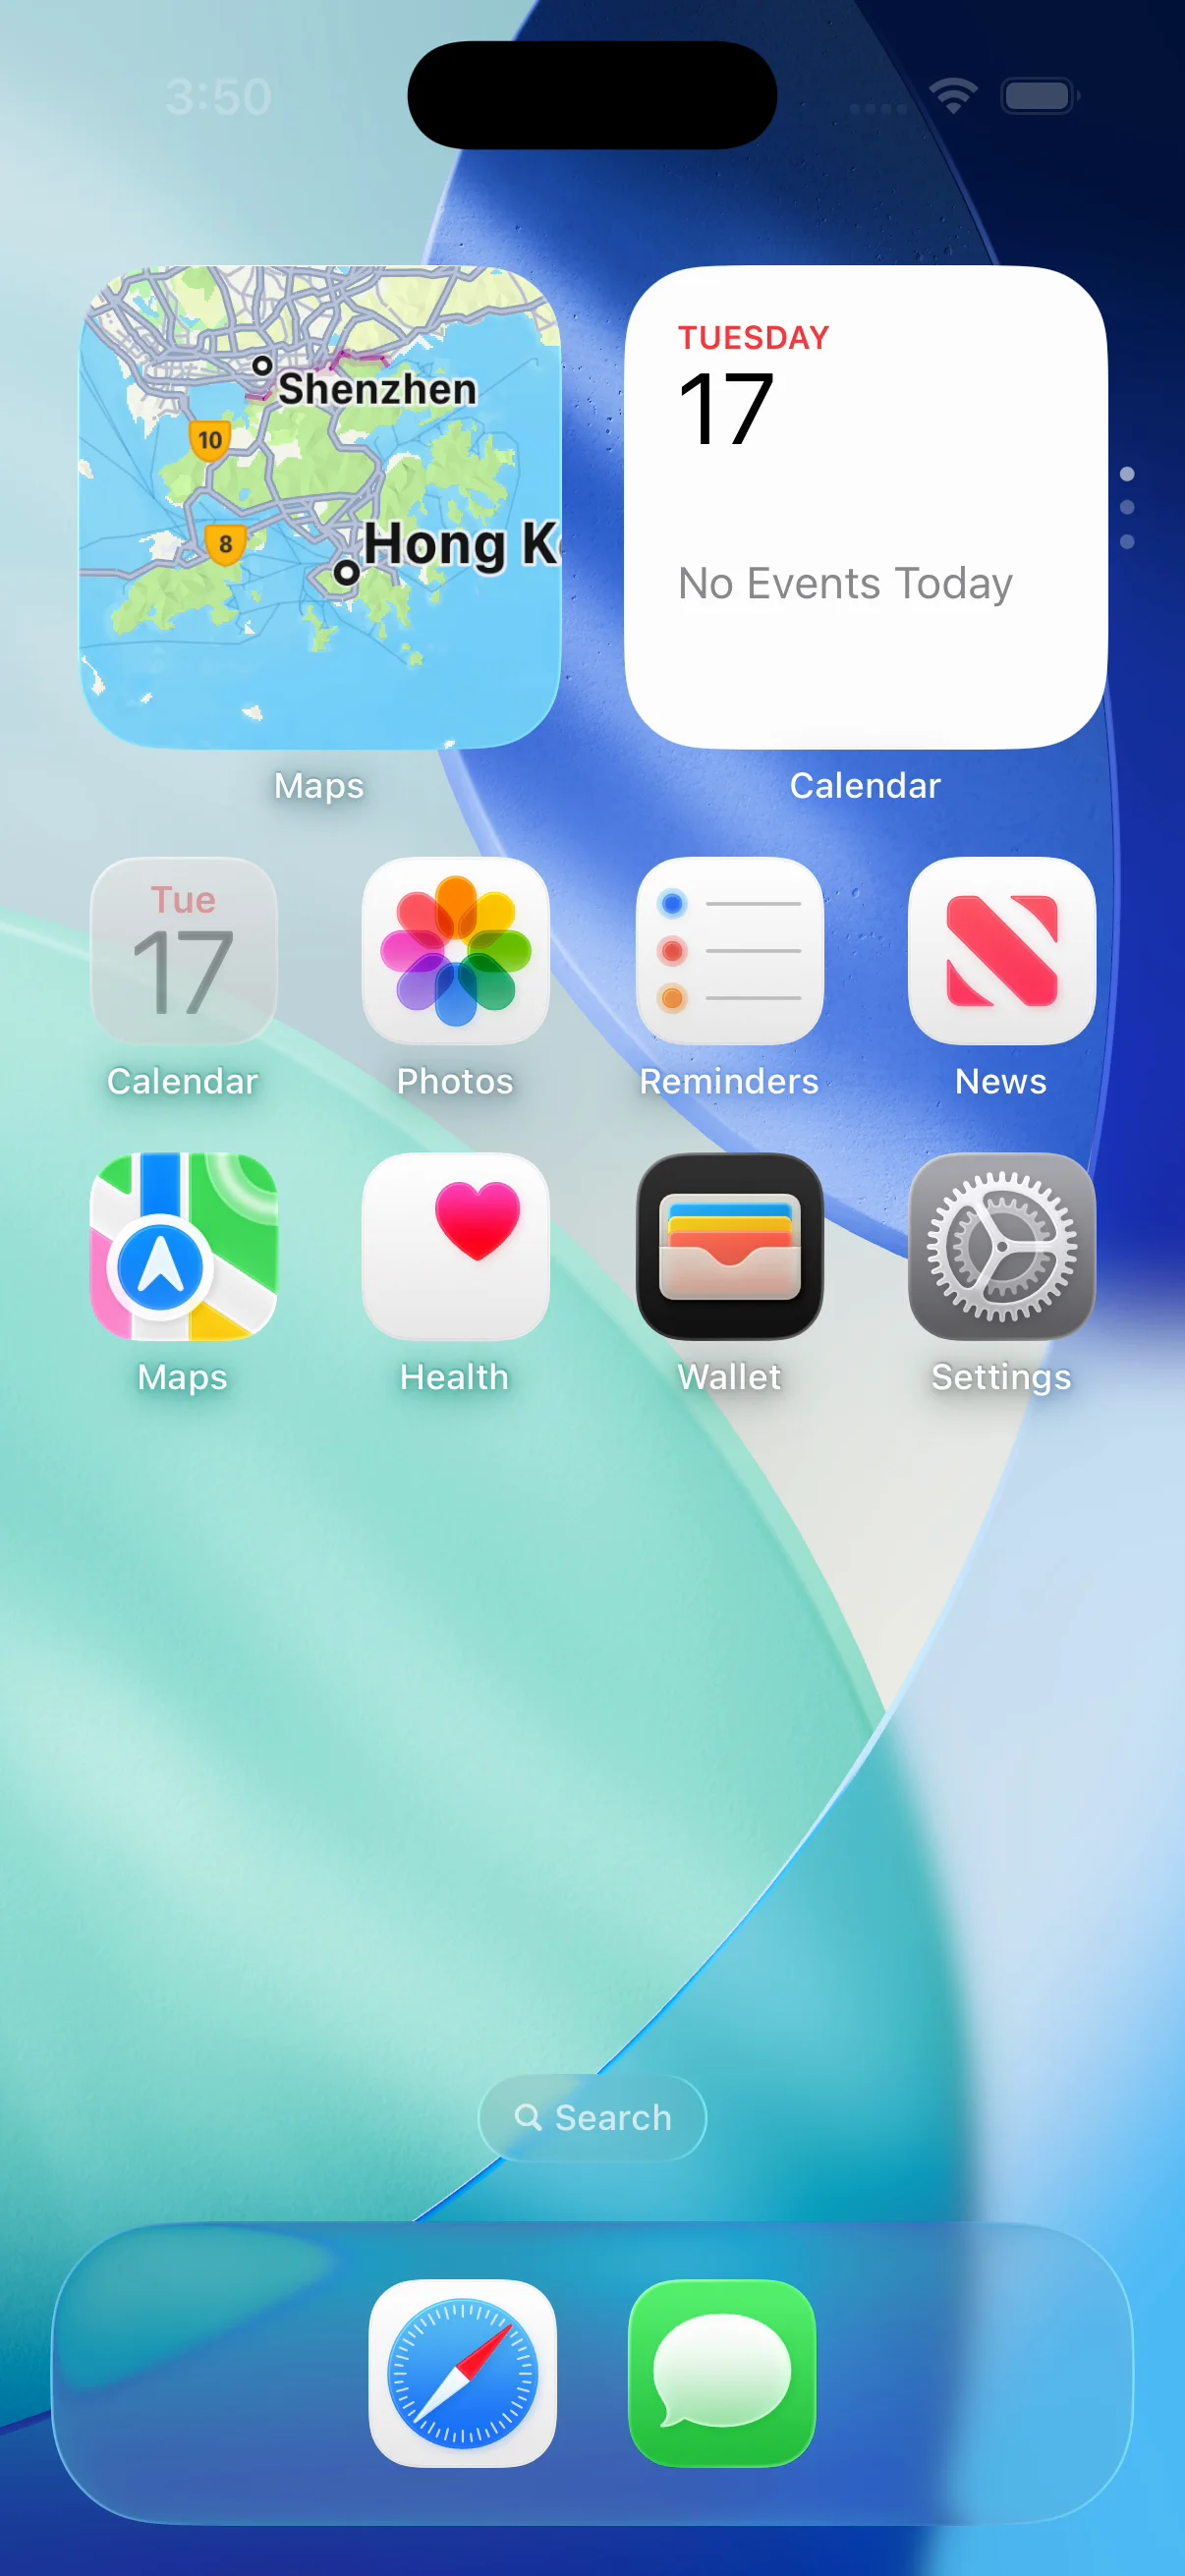 3:50
Shenzhen
10
8
Hong K
Maps
TUESDAY
17
No Events Today
Calendar
Tue
17
Calendar
Photos
Reminders
News
Maps
Health
Wallet
Settings
Search